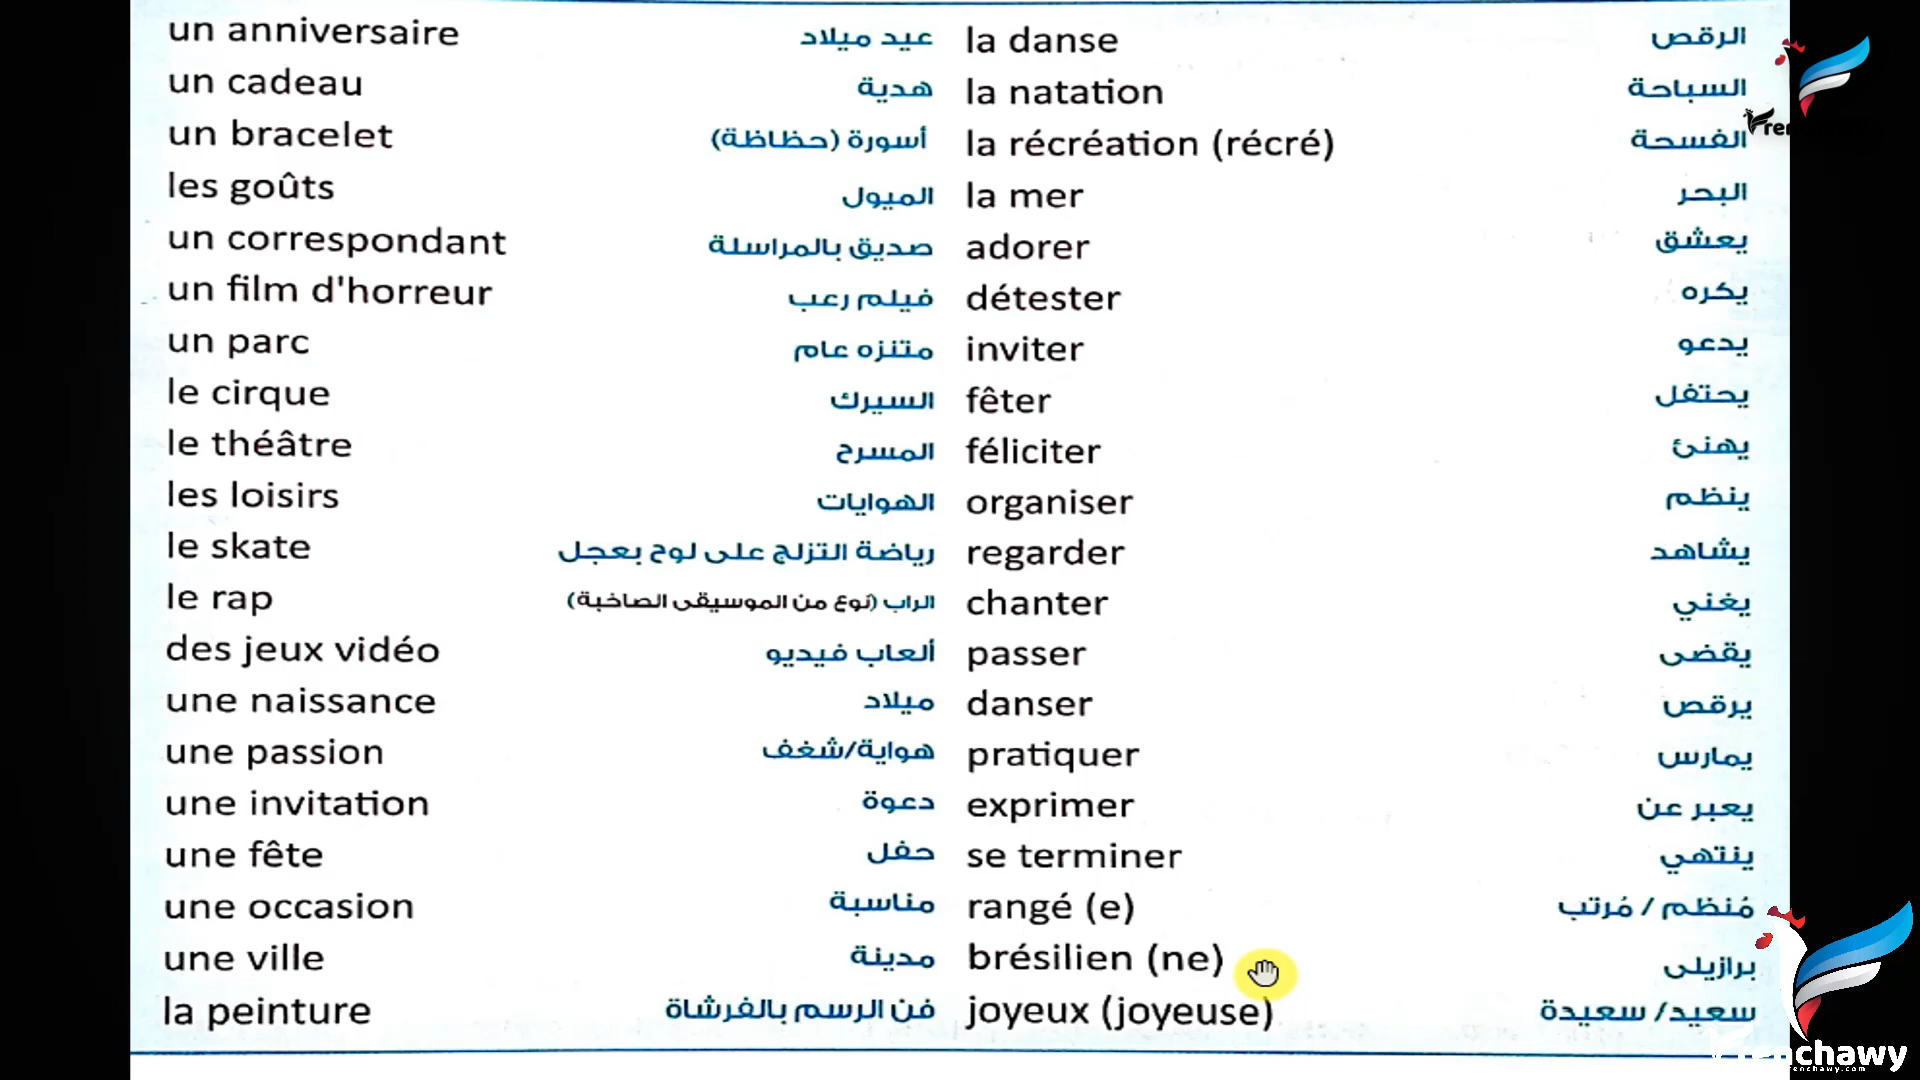 un anniversaire عيد ميلاد
un cadeau هدية
un bracelet أسورة (حظاظة)
les goûts الميول
un correspondant صديق بالمراسلة
un film d'horreur فيلم رعب
un parc متنزه عام
le cirque السيرك
le théâtre المسرح
les loisirs الهوايات
le skate رياضة التزلج على لوح بعجل
le rap الراب (نوع من الموسيقى الصاخبة)
des jeux vidéo ألعاب فيديو
une naissance ميلاد
une passion هواية/شغف
une invitation دعوة
une fête حفل
une occasion مناسبة
une ville مدينة
la peinture فن الرسم بالفرشاة
la danse الرقص
la natation السباحة
la récréation (récré) الفسحة
la mer البحر
adorer يعشق
détester يكره
inviter يدعو
fêter يحتفل
féliciter يهنئ
organiser ينظم
regarder يشاهد
chanter يغني
passer يقضى
danser يرقص
pratiquer يمارس
exprimer يعبر عن
se terminer ينتهي
rangé (e) مُنظم / مُرتب
brésilien (ne) برازيلى
joyeux (joyeuse) سعيد/ سعيدة
Frenchawy
frenchawy.com